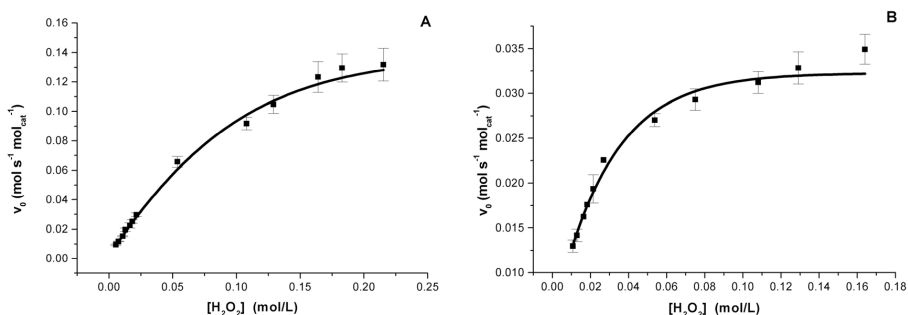 A
0.16
0.14
0.12
0.10
0.08
0.06
0.04
0.02
0.00
v₀ (mol s⁻¹ mol_cat⁻¹)
0.00 0.05 0.10 0.15 0.20 0.25
[H₂O₂] (mol/L)
B
0.035
0.030
0.025
0.020
0.015
0.010
v₀ (mol s⁻¹ mol_cat⁻¹)
0.00 0.02 0.04 0.06 0.08 0.10 0.12 0.14 0.16 0.18
[H₂O₂] (mol/L)